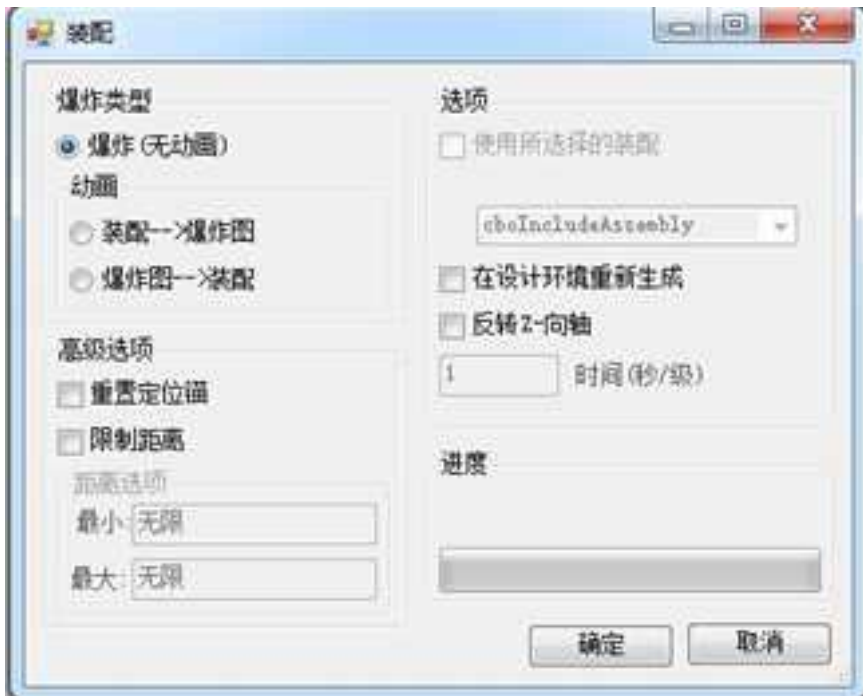 装配
爆炸类型
爆炸(无动画)
动画
装配-->爆炸图
爆炸图-->装配
高级选项
重置定位锚
限制距离
距离选项
最小:无限
最大:无限
选项
使用所选择的装配
cboIncludeAssembly
在设计环境重新生成
反转Z-向轴
1 时间(秒/级)
进度
确定
取消